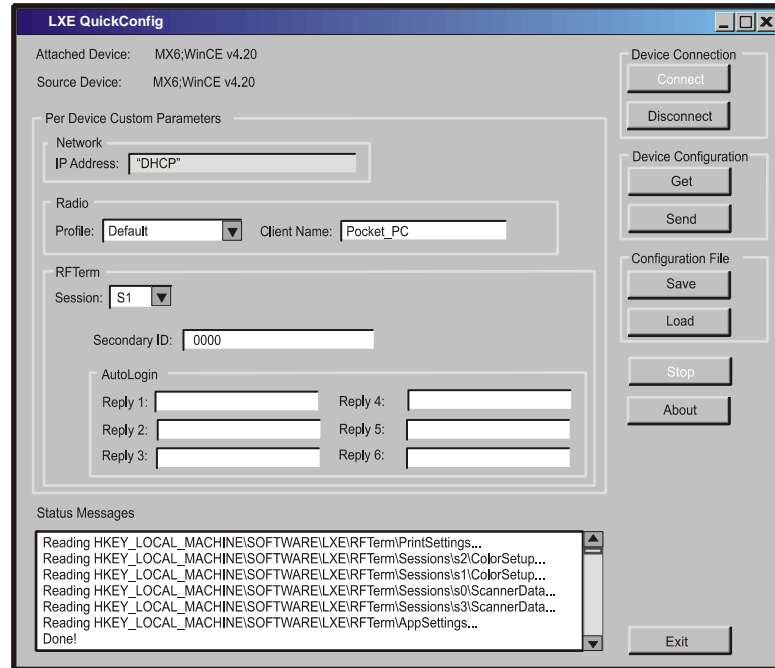 LXE QuickConfig
Attached Device: MX6;WinCE v4.20
Source Device: MX6;WinCE v4.20
Per Device Custom Parameters
Network
IP Address: "DHCP"
Radio
Profile: Default Client Name: Pocket_PC
RFTerm
Session: S1
Secondary ID: 0000
AutoLogin
Reply 1: Reply 4:
Reply 2: Reply 5:
Reply 3: Reply 6:
Device Connection
Connect
Disconnect
Device Configuration
Get
Send
Configuration File
Save
Load
Stop
About
Status Messages
Reading HKEY_LOCAL_MACHINE\SOFTWARE\LXE\RFTerm\PrintSettings...
Reading HKEY_LOCAL_MACHINE\SOFTWARE\LXE\RFTerm\Sessions\s2\ColorSetup...
Reading HKEY_LOCAL_MACHINE\SOFTWARE\LXE\RFTerm\Sessions\s1\ColorSetup...
Reading HKEY_LOCAL_MACHINE\SOFTWARE\LXE\RFTerm\Sessions\s0\ScannerData...
Reading HKEY_LOCAL_MACHINE\SOFTWARE\LXE\RFTerm\Sessions\s3\ScannerData...
Reading HKEY_LOCAL_MACHINE\SOFTWARE\LXE\RFTerm\AppSettings...
Done!
Exit